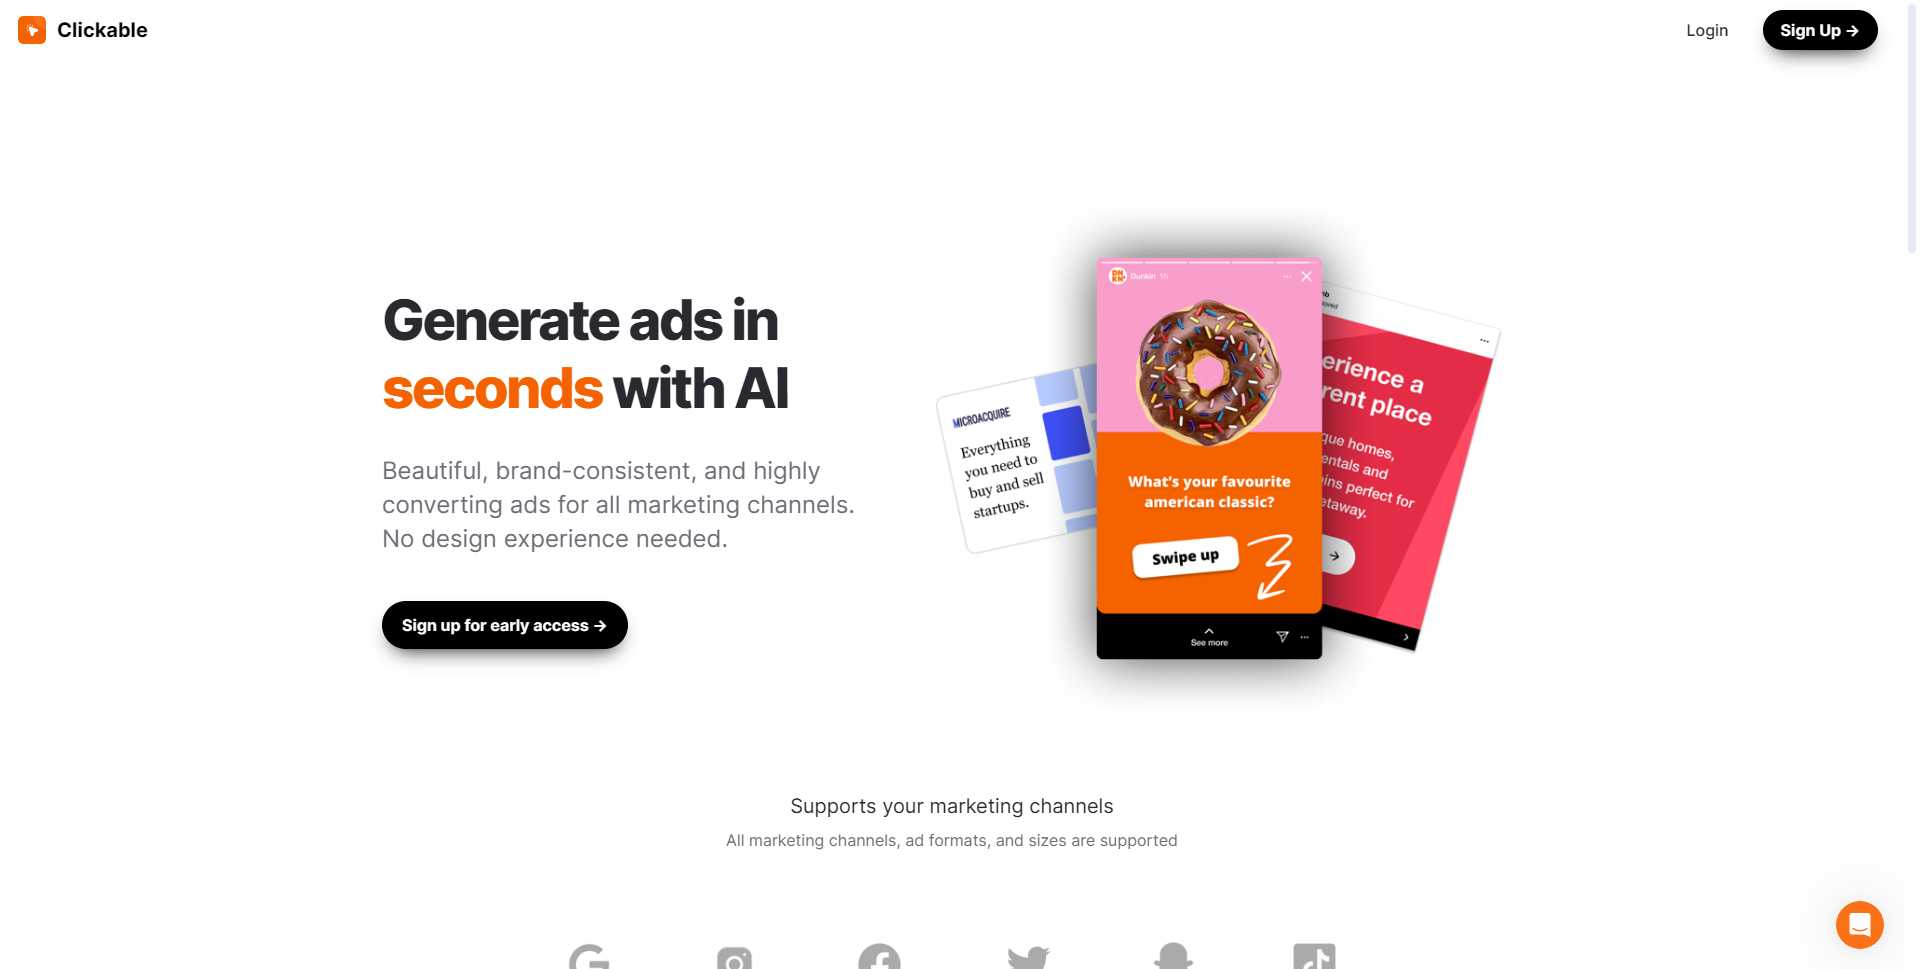 Clickable
Login
Sign Up →
Generate ads in
seconds with AI
Beautiful, brand-consistent, and highly
converting ads for all marketing channels.
No design experience needed.
Sign up for early access →
MICROACQUIRE
Everything
you need to
buy and sell
startups.
DN
KN'
Dunkin 1h
What's your favourite
american classic?
Swipe up
See more
erience a
rent place
que homes,
entals and
ins perfect for
etaway.
Supports your marketing channels
All marketing channels, ad formats, and sizes are supported